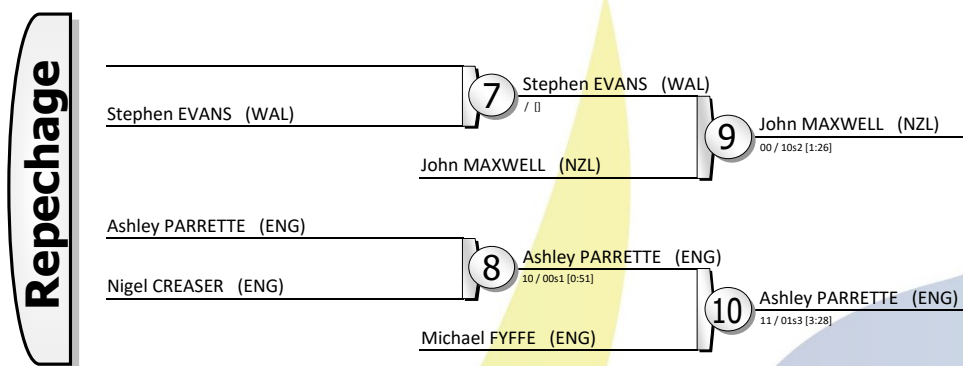 Repechage
Stephen EVANS (WAL)
7
Stephen EVANS (WAL)
/ []
John MAXWELL (NZL)
9
John MAXWELL (NZL)
00 / 10s2 [1:26]
Ashley PARRETTE (ENG)
Nigel CREASER (ENG)
8
Ashley PARRETTE (ENG)
10 / 00s1 [0:51]
Michael FYFFE (ENG)
10
Ashley PARRETTE (ENG)
11 / 01s3 [3:28]